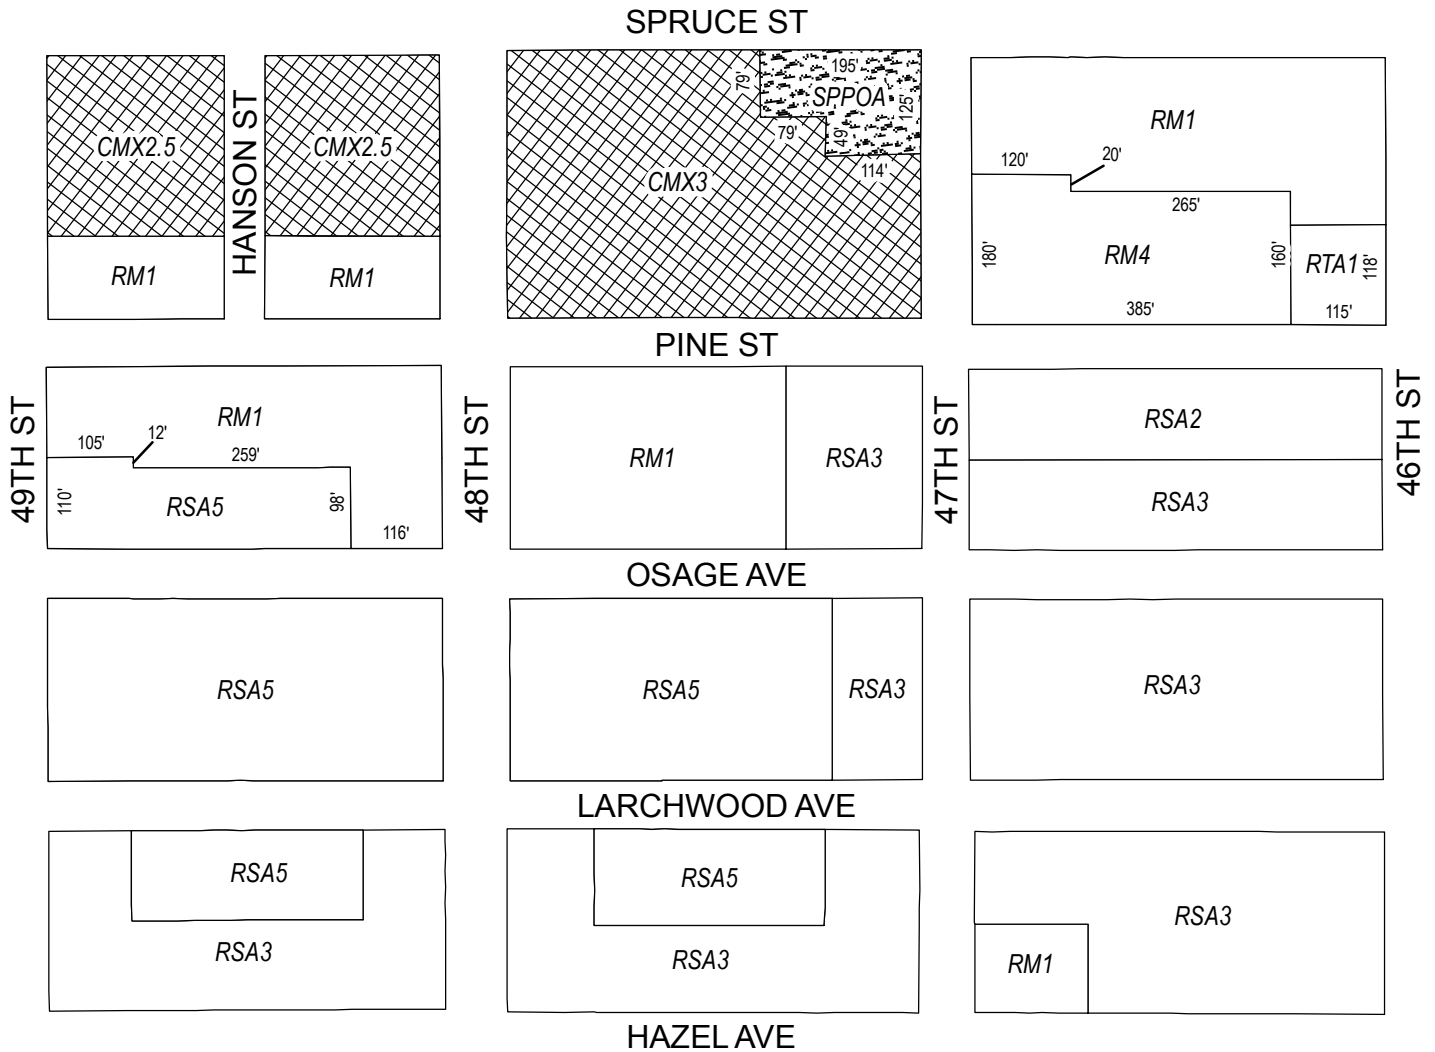 SPRUCE ST
HANSON ST
CMX2.5
CMX2.5
RM1
RM1
79'
195'
SPPOA
125'
79'
49'
114'
CMX3
RM1
120'
20'
265'
180'
RM4
160'
RTA1
118'
385'
115'
PINE ST
49TH ST
48TH ST
47TH ST
46TH ST
RM1
105'
12'
259'
110'
RSA5
98'
116'
RM1
RSA3
RSA2
RSA3
OSAGE AVE
RSA5
RSA5
RSA3
RSA3
LARCHWOOD AVE
RSA5
RSA3
RSA5
RSA3
RSA3
RM1
HAZEL AVE